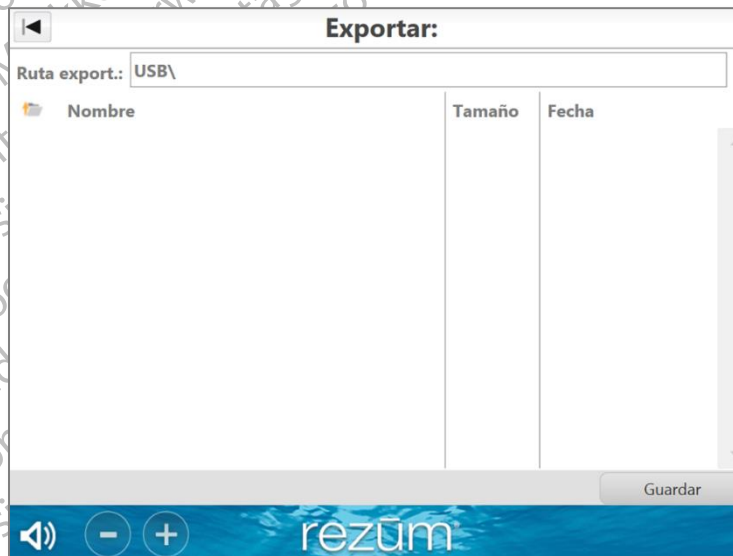 Exportar:
Ruta export.: USB\
Nombre Tamaño Fecha
Guardar
rezūm